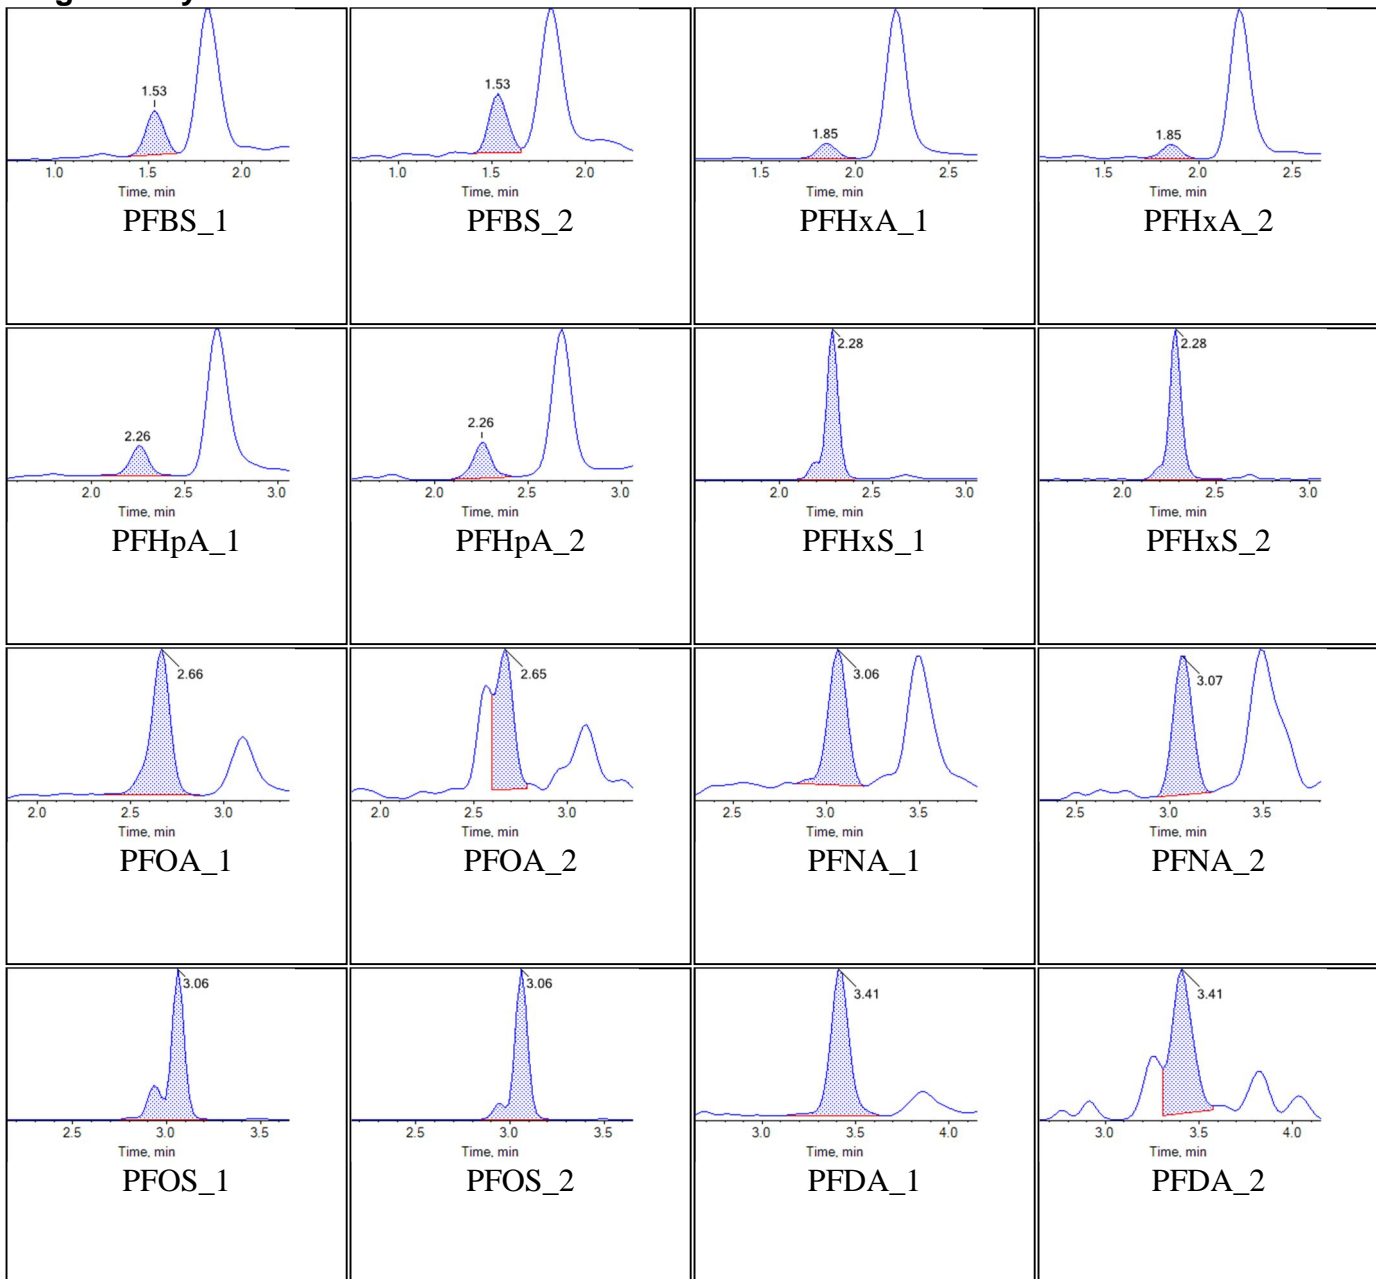 1.53
1.0 1.5 2.0
Time, min
PFBS_1
1.53
1.0 1.5 2.0
Time, min
PFBS_2
1.85
1.5 2.0 2.5
Time, min
PFHxA_1
1.85
1.5 2.0 2.5
Time, min
PFHxA_2
2.26
2.0 2.5 3.0
Time, min
PFHpA_1
2.26
2.0 2.5 3.0
Time, min
PFHpA_2
2.28
2.0 2.5 3.0
Time, min
PFHxS_1
2.28
2.0 2.5 3.0
Time, min
PFHxS_2
2.66
2.0 2.5 3.0
Time, min
PFOA_1
2.65
2.0 2.5 3.0
Time, min
PFOA_2
3.06
2.5 3.0 3.5
Time, min
PFNA_1
3.07
2.5 3.0 3.5
Time, min
PFNA_2
3.06
2.5 3.0 3.5
Time, min
PFOS_1
3.06
2.5 3.0 3.5
Time, min
PFOS_2
3.41
3.0 3.5 4.0
Time, min
PFDA_1
3.41
3.0 3.5 4.0
Time, min
PFDA_2